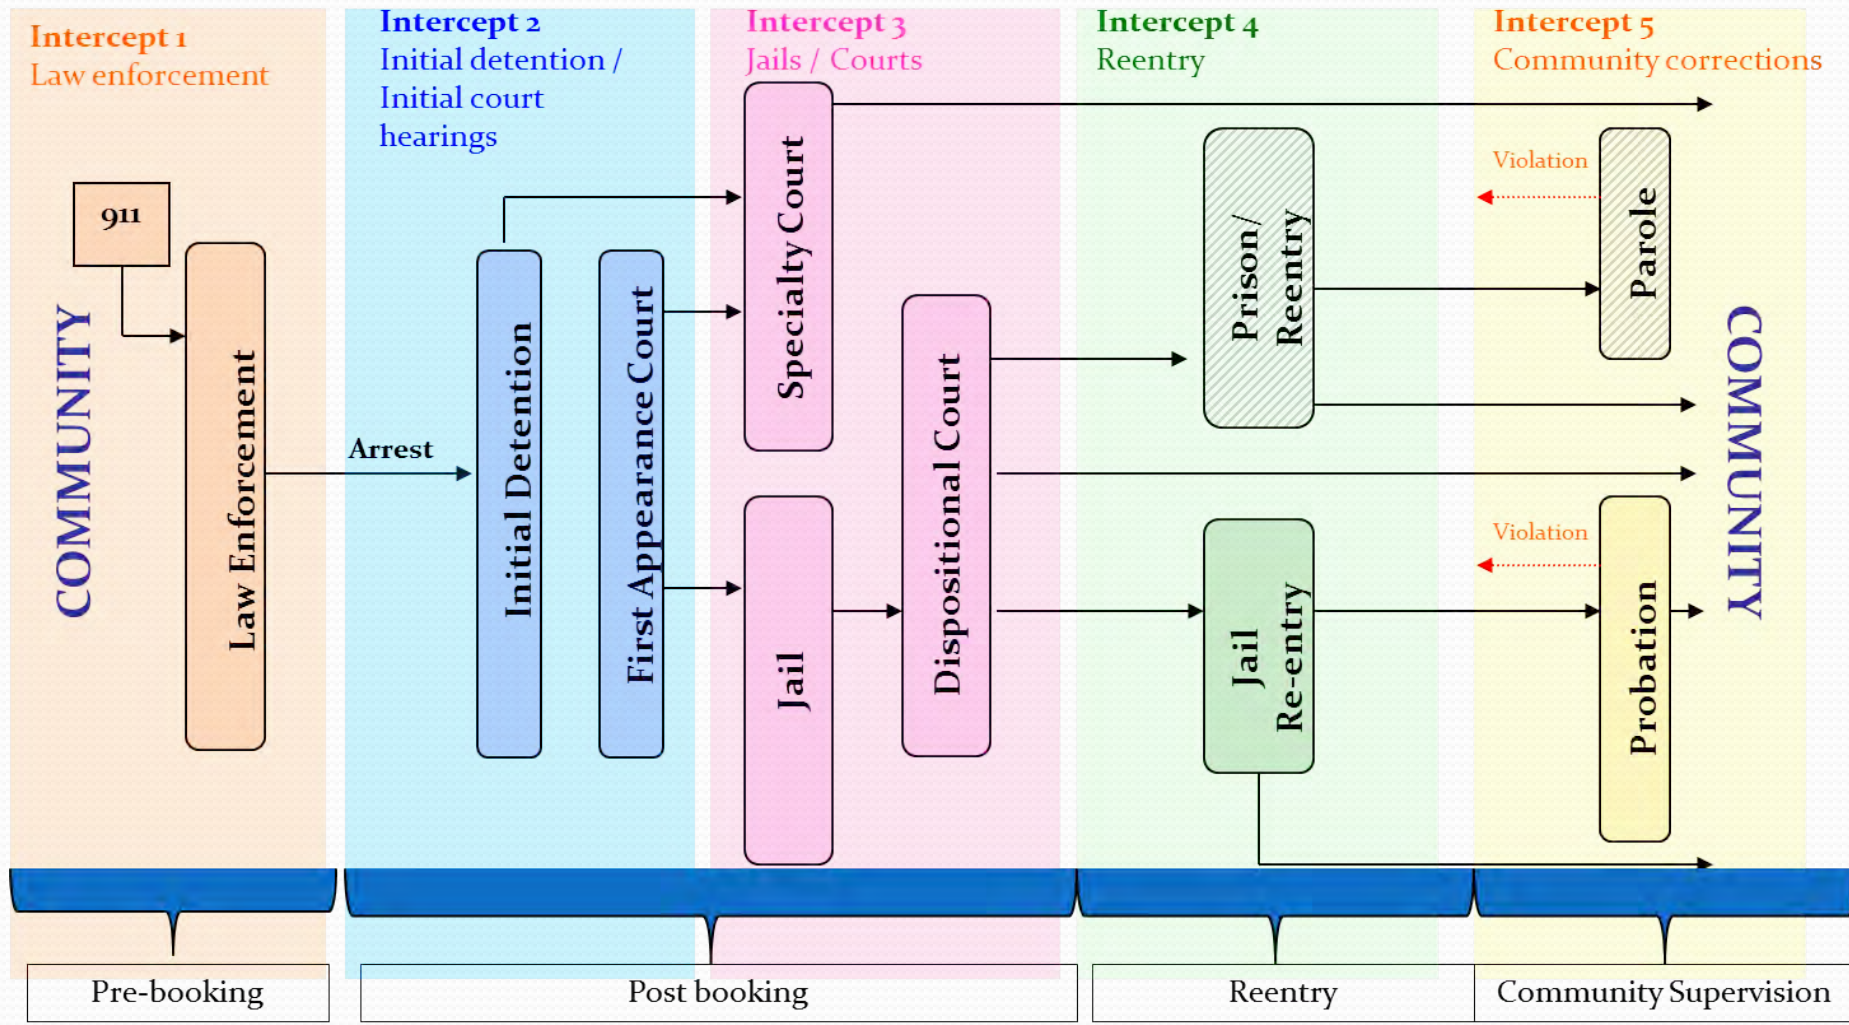 Intercept 1
Law enforcement
Intercept 2
Initial detention /
Initial court
hearings
Intercept 3
Jails / Courts
Intercept 4
Reentry
Intercept 5
Community corrections
911
COMMUNITY
Law Enforcement
Arrest
Initial Detention
First Appearance Court
Specialty Court
Jail
Dispositional Court
Prison/
Reentry
Jail
Re-entry
Violation
Parole
Violation
Probation
COMMUNITY
Pre-booking
Post booking
Reentry
Community Supervision